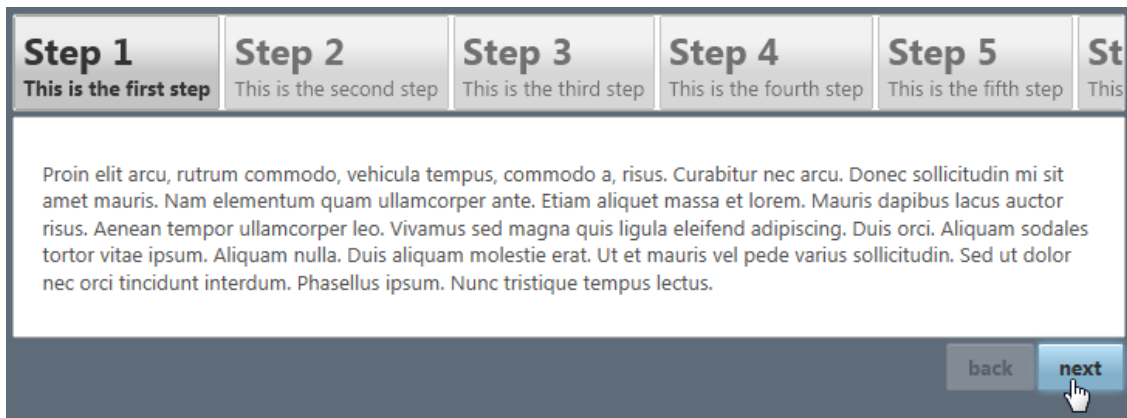 Step 1 Step 2 Step 3 Step 4 Step 5 St
This is the first step This is the second step This is the third step This is the fourth step This is the fifth step This
Proin elit arcu, rutrum commodo, vehicula tempus, commodo a, risus. Curabitur nec arcu. Donec sollicitudin mi sit
amet mauris. Nam elementum quam ullamcorper ante. Etiam aliquet massa et lorem. Mauris dapibus lacus auctor
risus. Aenean tempor ullamcorper leo. Vivamus sed magna quis ligula eleifend adipiscing. Duis orci. Aliquam sodales
tortor vitae ipsum. Aliquam nulla. Duis aliquam molestie erat. Ut et mauris vel pede varius sollicitudin. Sed ut dolor
nec orci tincidunt interdum. Phasellus ipsum. Nunc tristique tempus lectus.
back next